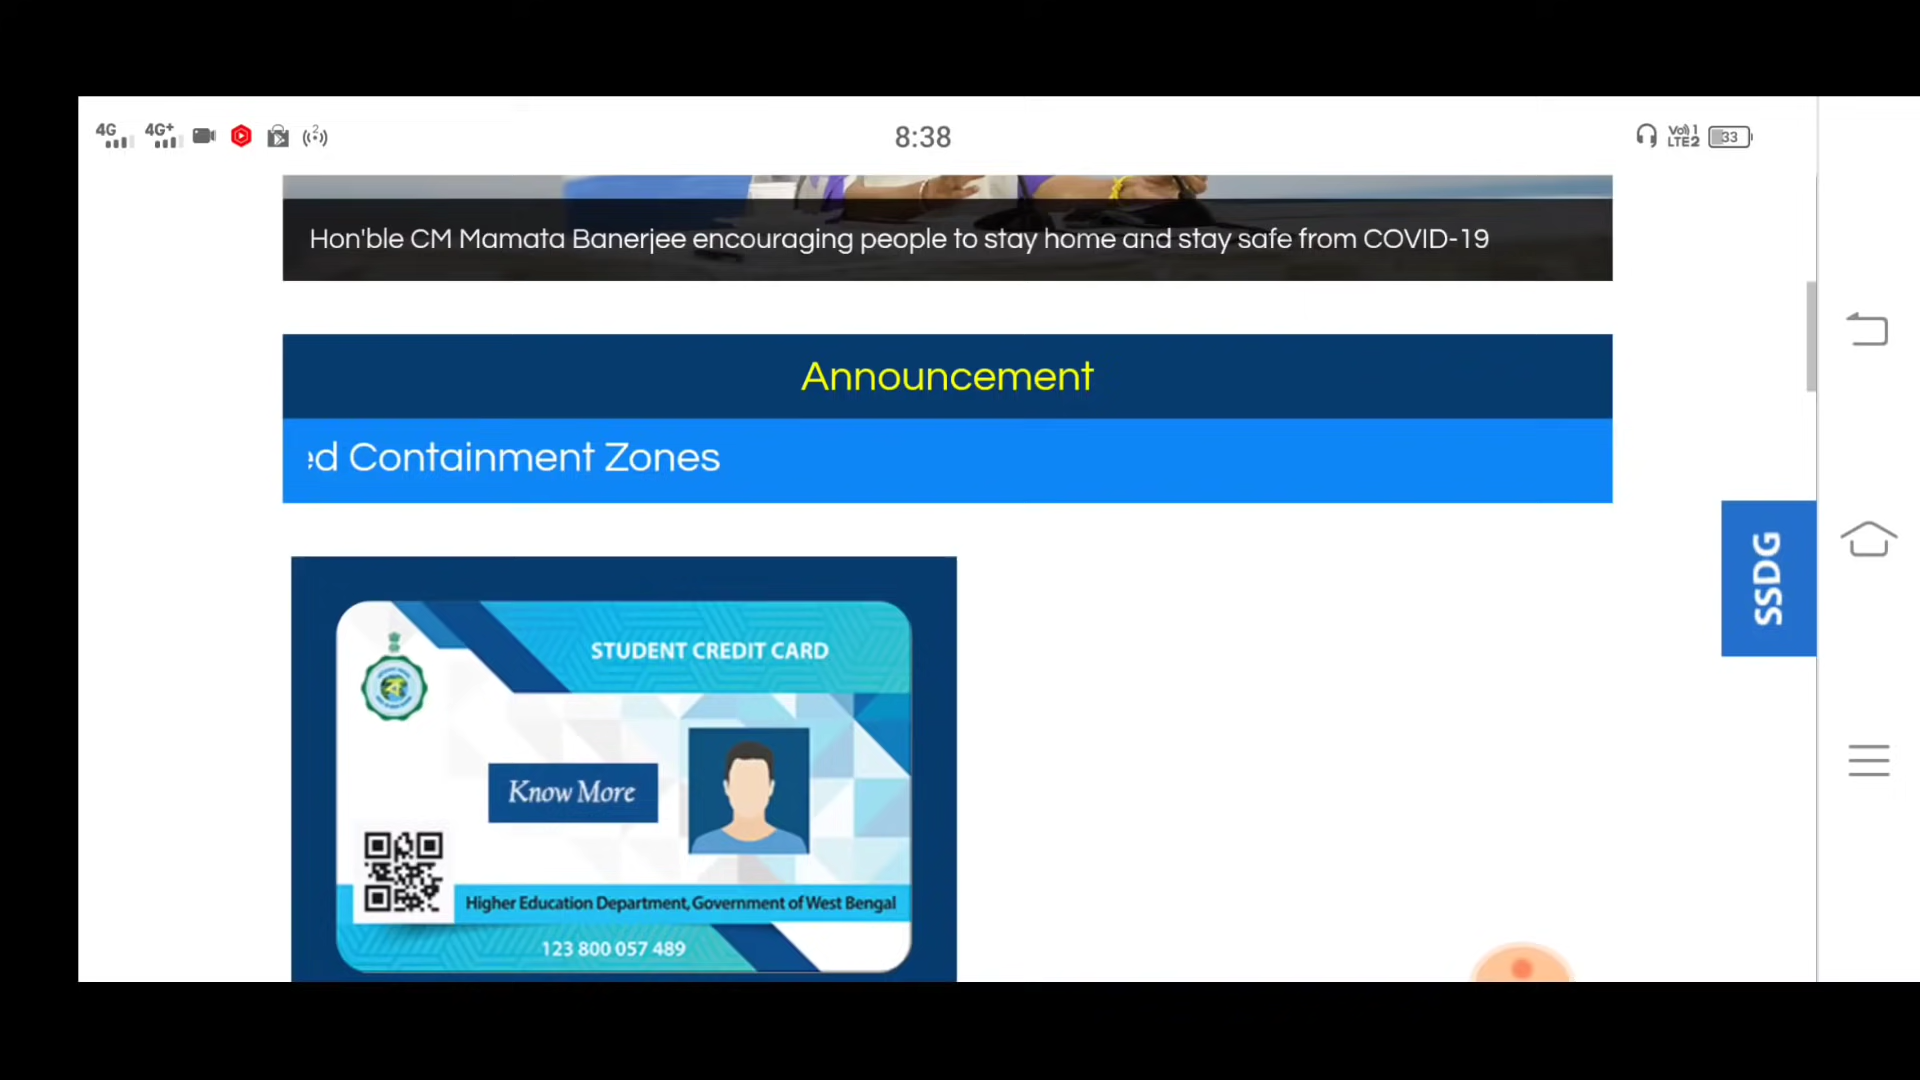 4G 4G+ 2 8:38 Vo) 1 LTE2 33
Hon'ble CM Mamata Banerjee encouraging people to stay home and stay safe from COVID-19
Announcement
ed Containment Zones
SSDG
STUDENT CREDIT CARD
Know More
Higher Education Department, Government of West Bengal
123 800 057 489